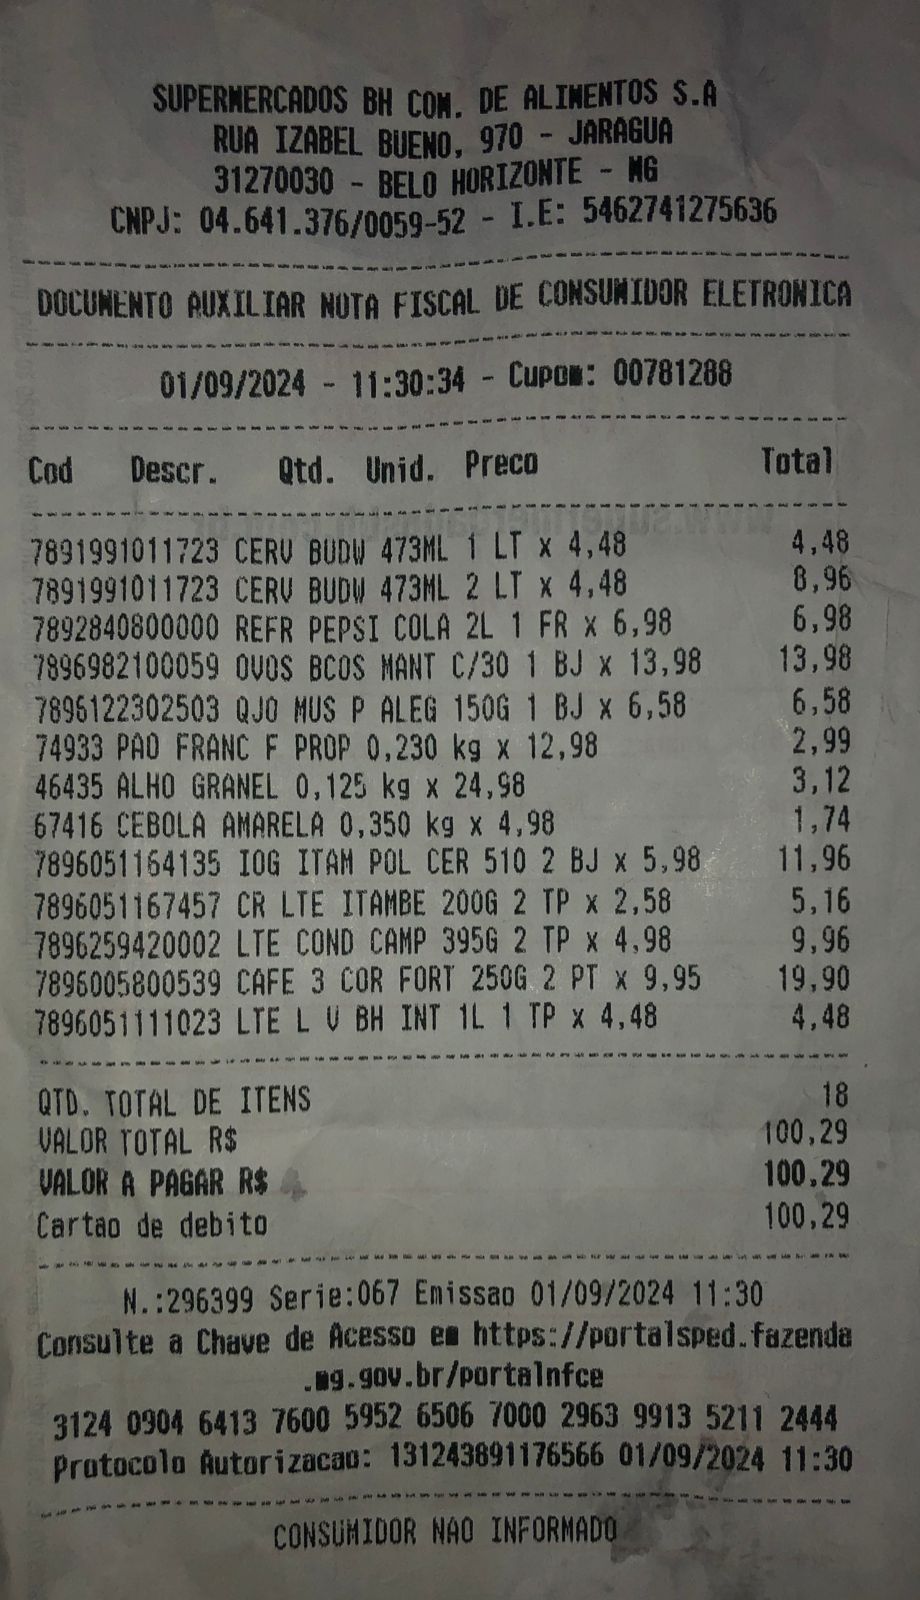 SUPERMERCADOS BH COM. DE ALIMENTOS S.A
RUA IZABEL BUENO, 970 - JARAGUA
31270030 - BELO HORIZONTE - MG
CNPJ: 04.641.376/0059-52 - I.E: 5462741275636
DOCUMENTO AUXILIAR NOTA FISCAL DE CONSUMIDOR ELETRONICA
01/09/2024 - 11:30:34 - Cupom: 00781288
Cod Descr. Qtd. Unid. Preco Total
7891991011723 CERV BUDW 473ML 1 LT x 4,48 4,48
7891991011723 CERV BUDW 473ML 2 LT x 4,48 8,96
7892840800000 REFR PEPSI COLA 2L 1 FR x 6,98 6,98
7896982100059 OVOS BCOS MANT C/30 1 BJ x 13,98 13,98
7896122302503 QJO MUS P ALEG 150G 1 BJ x 6,58 6,58
74933 PAO FRANC F PROP 0,230 kg x 12,98 2,99
46435 ALHO GRANEL 0,125 kg x 24,98 3,12
67416 CEBOLA AMARELA 0,350 kg x 4,98 1,74
7896051164135 IOG ITAM POL CER 510 2 BJ x 5,98 11,96
7896051167457 CR LTE ITAMBE 200G 2 TP x 2,58 5,16
7896259420002 LTE COND CAMP 395G 2 TP x 4,98 9,96
7896005800539 CAFE 3 COR FORT 250G 2 PT x 9,95 19,90
7896051111023 LTE L V BH INT 1L 1 TP x 4,48 4,48
QTD. TOTAL DE ITENS 18
VALOR TOTAL R$ 100,29
VALOR A PAGAR R$ 100,29
Cartao de debito 100,29
N.:296399 Serie:067 Emissao 01/09/2024 11:30
Consulte a Chave de Acesso em https://portalsped.fazenda
.mg.gov.br/portalnfce
3124 0904 6413 7600 5952 6506 7000 2963 9913 5211 2444
Protocolo Autorizacao: 131243891176566 01/09/2024 11:30
CONSUMIDOR NAO INFORMADO